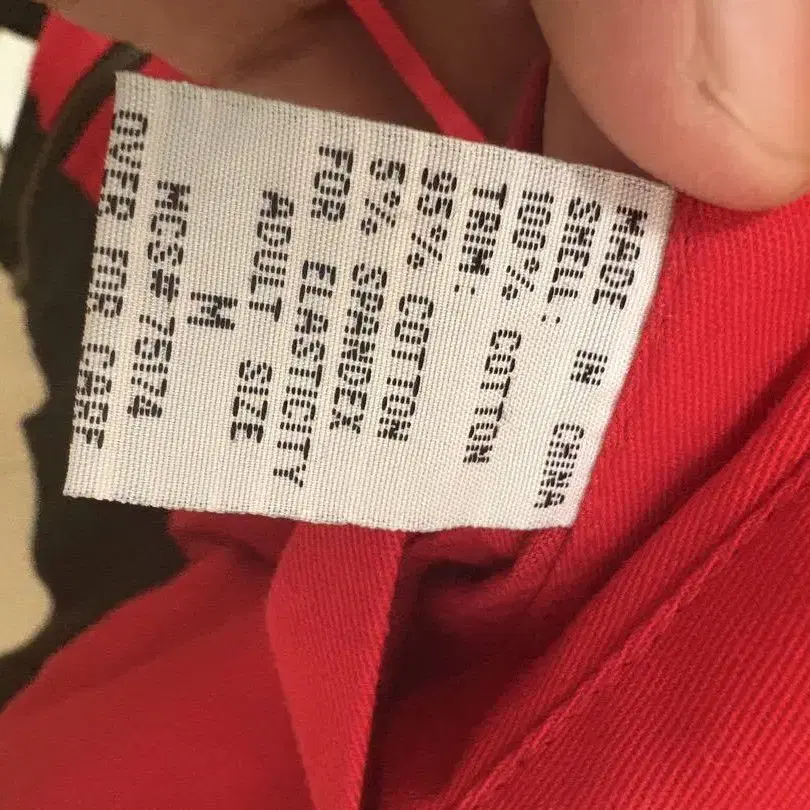 MADE IN CHINA
SHELL:
100% COTTON
TRIM:
95% COTTON
5% SPANDEX
FOR ELASTICITY
ADULT SIZE
M
MCS# 75174
OVER FOR CARE